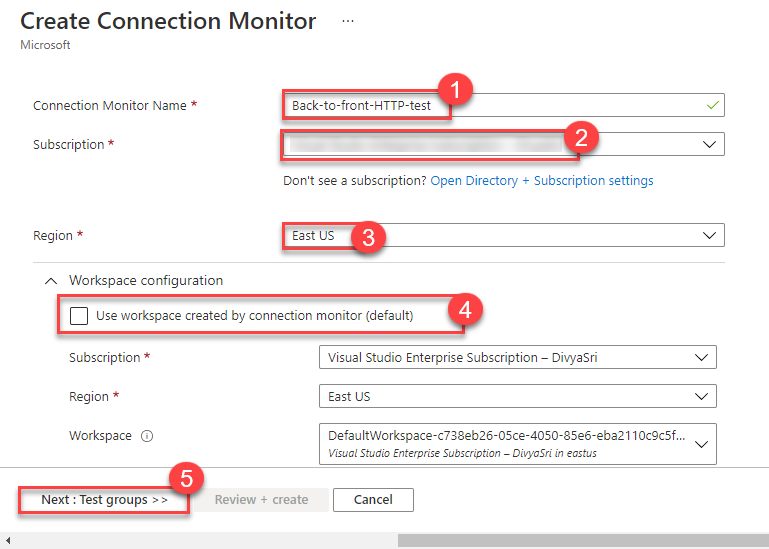 Create Connection Monitor ...
Microsoft
Connection Monitor Name * Back-to-front-HTTP-test 1
Subscription * 2
Don't see a subscription? Open Directory + Subscription settings
Region * East US 3
Workspace configuration
Use workspace created by connection monitor (default) 4
Subscription * Visual Studio Enterprise Subscription – DivyaSri
Region * East US
Workspace DefaultWorkspace-c738eb26-05ce-4050-85e6-eba2110c9c5f...
Visual Studio Enterprise Subscription – DivyaSri in eastus
5
Next : Test groups >> Review + create Cancel